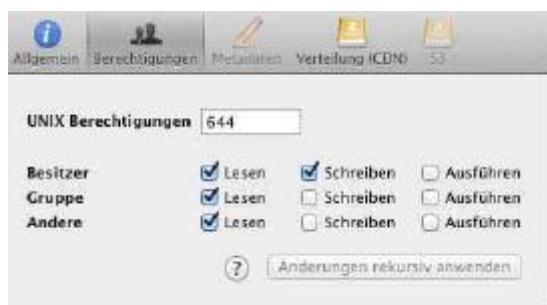 Allgemein Berechtigungen Metadaten Verteilung (CDN) S3
UNIX Berechtigungen 644
Besitzer Lesen Schreiben Ausführen
Gruppe Lesen Schreiben Ausführen
Andere Lesen Schreiben Ausführen
? Änderungen rekursiv anwenden